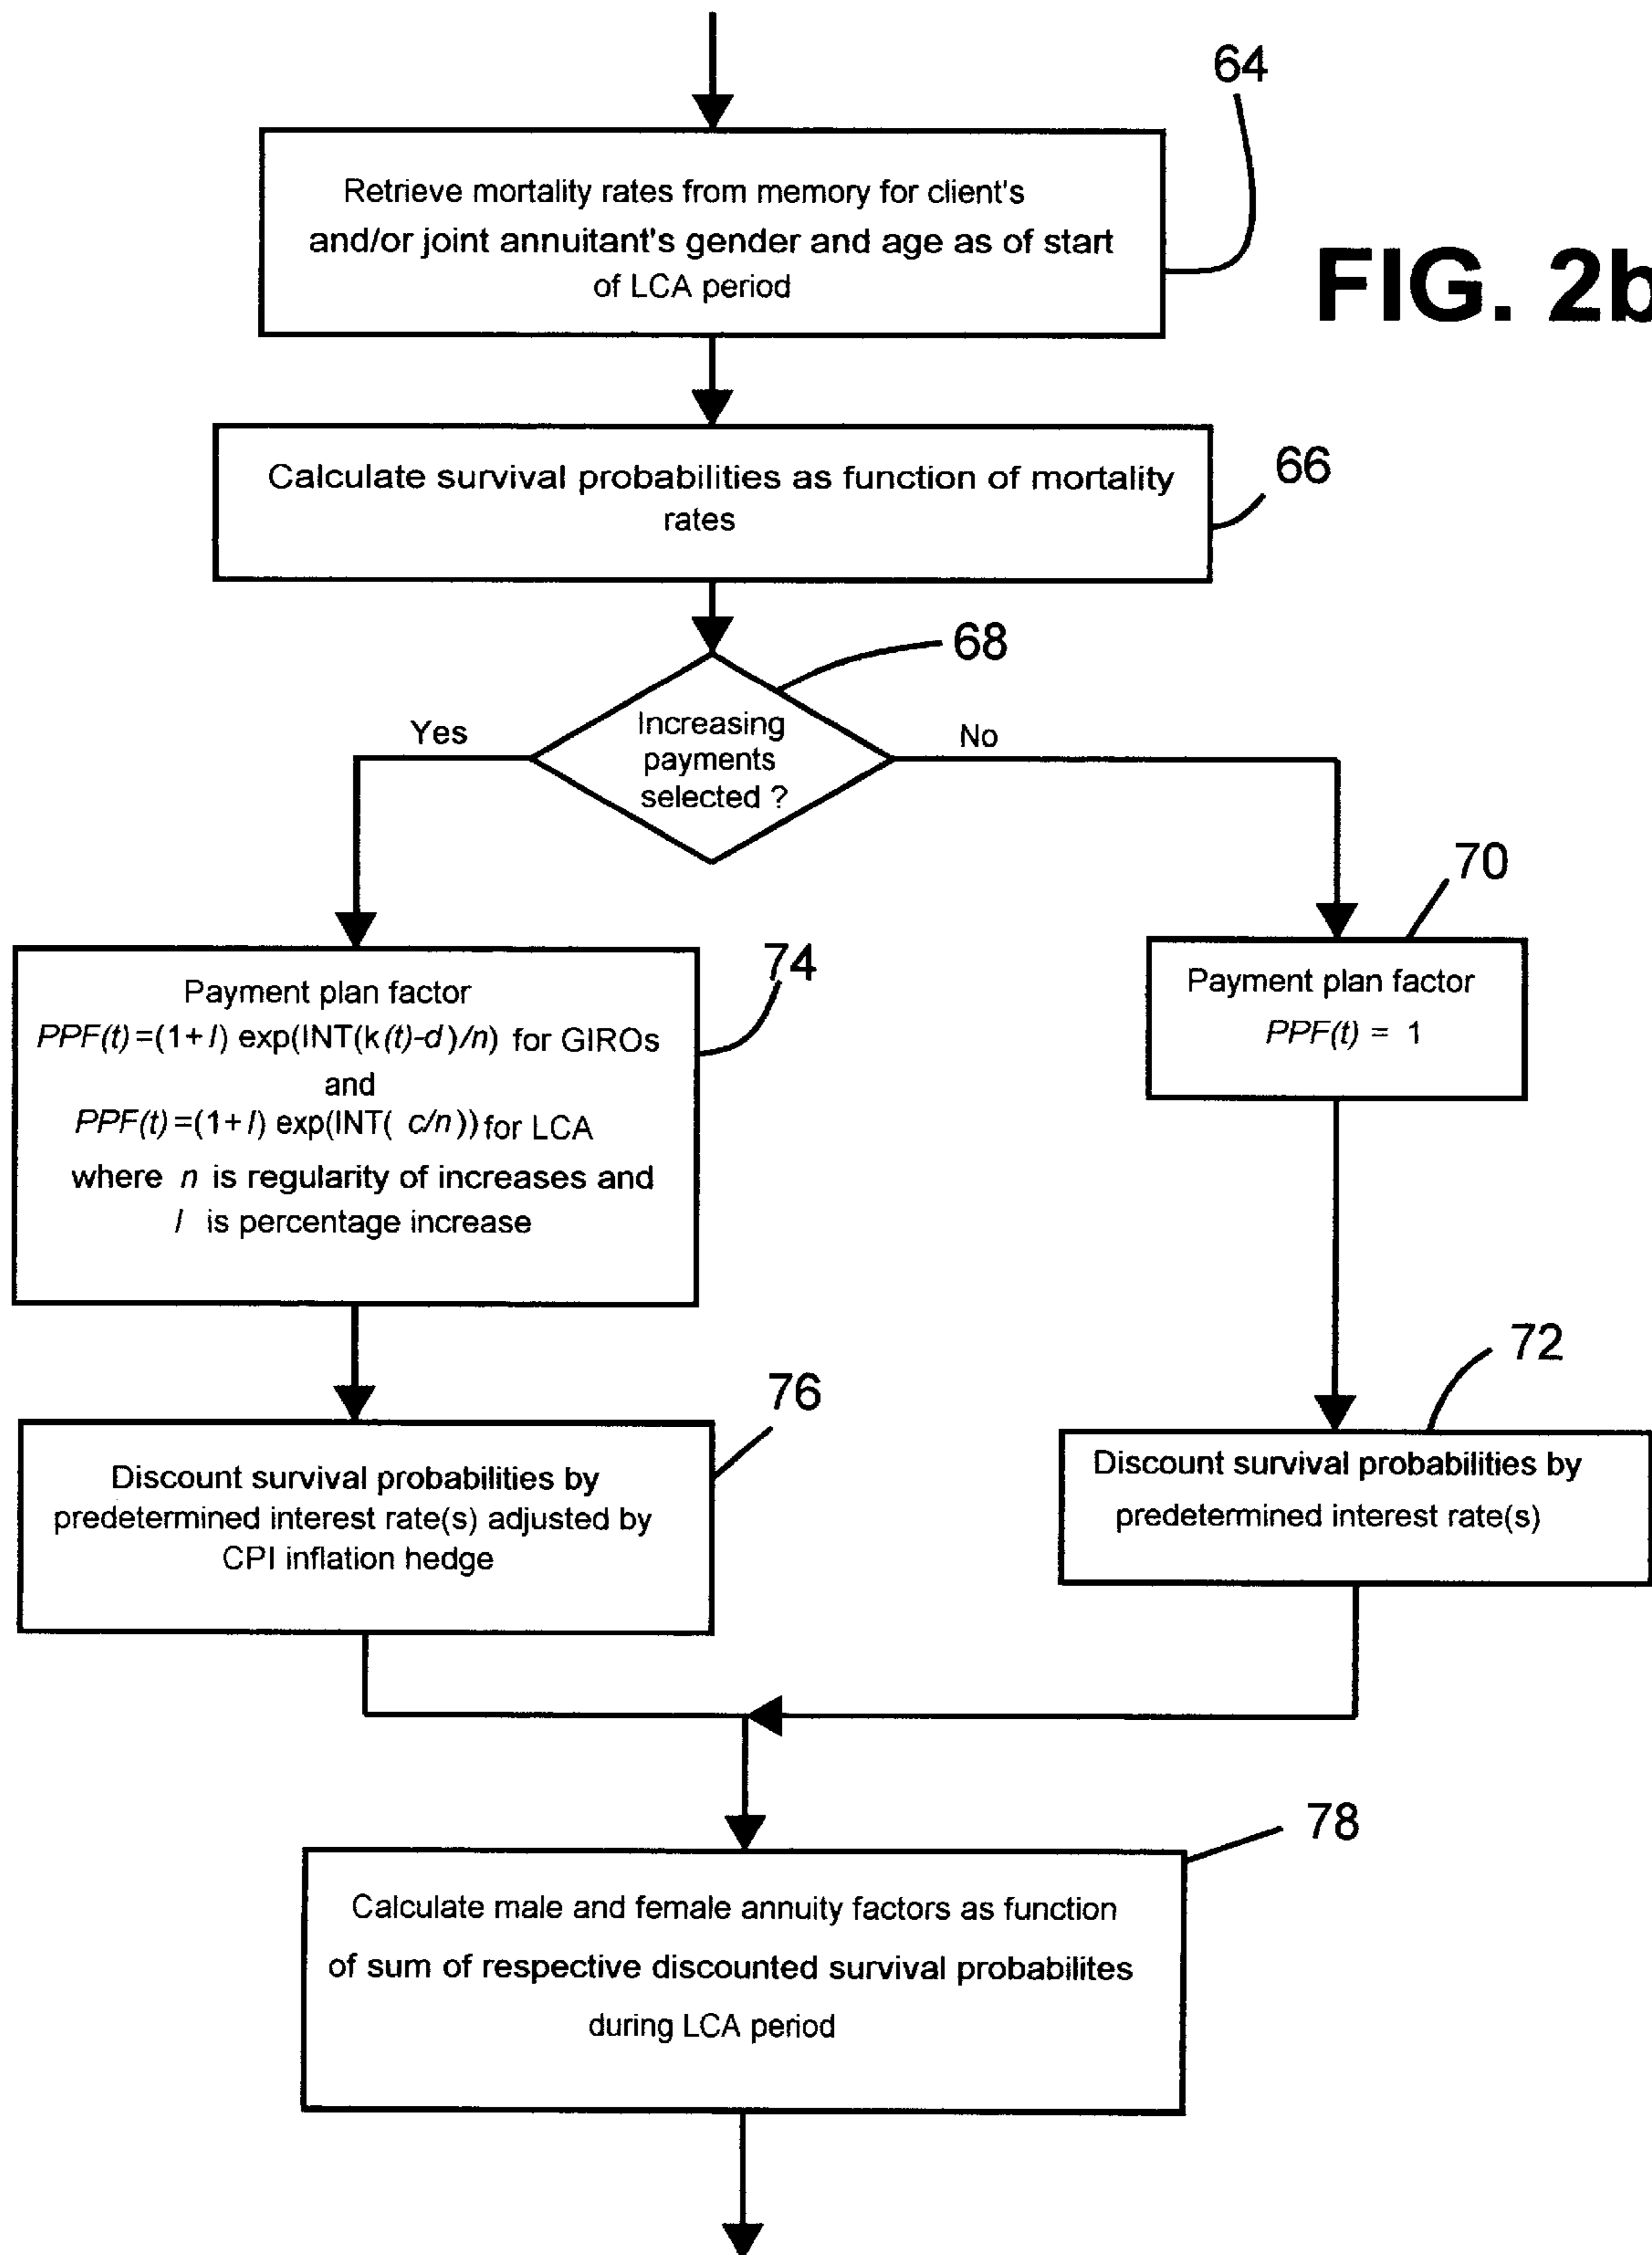 64
Retrieve mortality rates from memory for client's
and/or joint annuitant's gender and age as of start
of LCA period
FIG. 2b
Calculate survival probabilities as function of mortality
rates
66
68
Increasing
payments
selected ?
Yes
No
70
74
Payment plan factor
PPF(t) =(1+I) exp(INT(k(t)-d)/n) for GIROs
and
PPF(t) =(1+I) exp(INT( c/n)) for LCA
where n is regularity of increases and
I is percentage increase
Payment plan factor
PPF(t) = 1
72
76
Discount survival probabilities by
predetermined interest rate(s) adjusted by
CPI inflation hedge
Discount survival probabilities by
predetermined interest rate(s)
78
Calculate male and female annuity factors as function
of sum of respective discounted survival probabilites
during LCA period